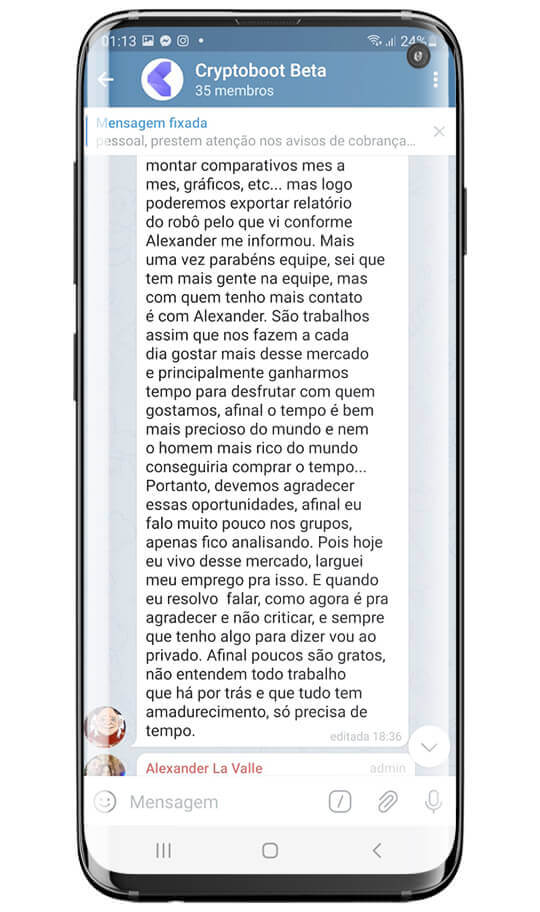 01:13
24%
Cryptoboot Beta
35 membros
Mensagem fixada
pessoal, prestem atenção nos avisos de cobrança...
montar comparativos mes a
mes, gráficos, etc... mas logo
poderemos exportar relatório
do robô pelo que vi conforme
Alexander me informou. Mais
uma vez parabéns equipe, sei que
tem mais gente na equipe, mas
com quem tenho mais contato
é com Alexander. São trabalhos
assim que nos fazem a cada
dia gostar mais desse mercado
e principalmente ganharmos
tempo para desfrutar com quem
gostamos, afinal o tempo é bem
mais precioso do mundo e nem
o homem mais rico do mundo
conseguiria comprar o tempo...
Portanto, devemos agradecer
essas oportunidades, afinal eu
falo muito pouco nos grupos,
apenas fico analisando. Pois hoje
eu vivo desse mercado, larguei
meu emprego pra isso. E quando
eu resolvo falar, como agora é pra
agradecer e não criticar, e sempre
que tenho algo para dizer vou ao
privado. Afinal poucos são gratos,
não entendem todo trabalho
que há por trás e que tudo tem
amadurecimento, só precisa de
tempo.
editada 18:36
Alexander La Valle admin
Mensagem